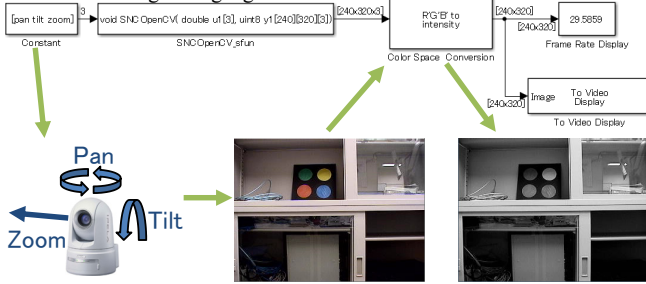 [pan tilt zoom]
3
Constant
void SNCOpenCV( double u1[3], uint8 y1[240][320][3])
SNCOpenCV_sfun
[240x320x3]
R'G'B' to
intensity
Color Space Conversion
[240x320]
[240x320]
29.5859
Frame Rate Display
[240x320]
Image
To Video
Display
To Video Display
Pan
Tilt
Zoom